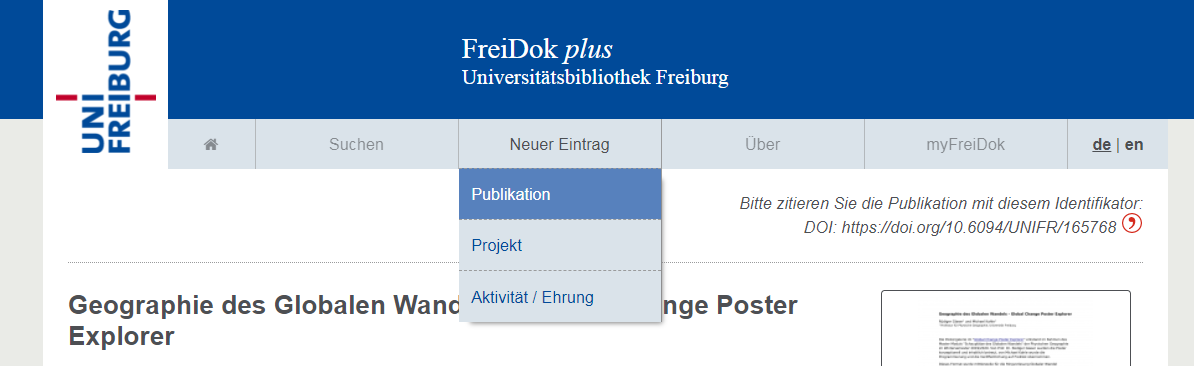 UNI
FREIBURG
FreiDok plus
Universitätsbibliothek Freiburg
Suchen
Neuer Eintrag
Über
myFreiDok
de | en
Publikation
Projekt
Aktivität / Ehrung
Bitte zitieren Sie die Publikation mit diesem Identifikator:
DOI: https://doi.org/10.6094/UNIFR/165768
Geographie des Globalen Wand nge Poster
Explorer
Geographie des Globalen Wandels - Global Change Poster Explorer